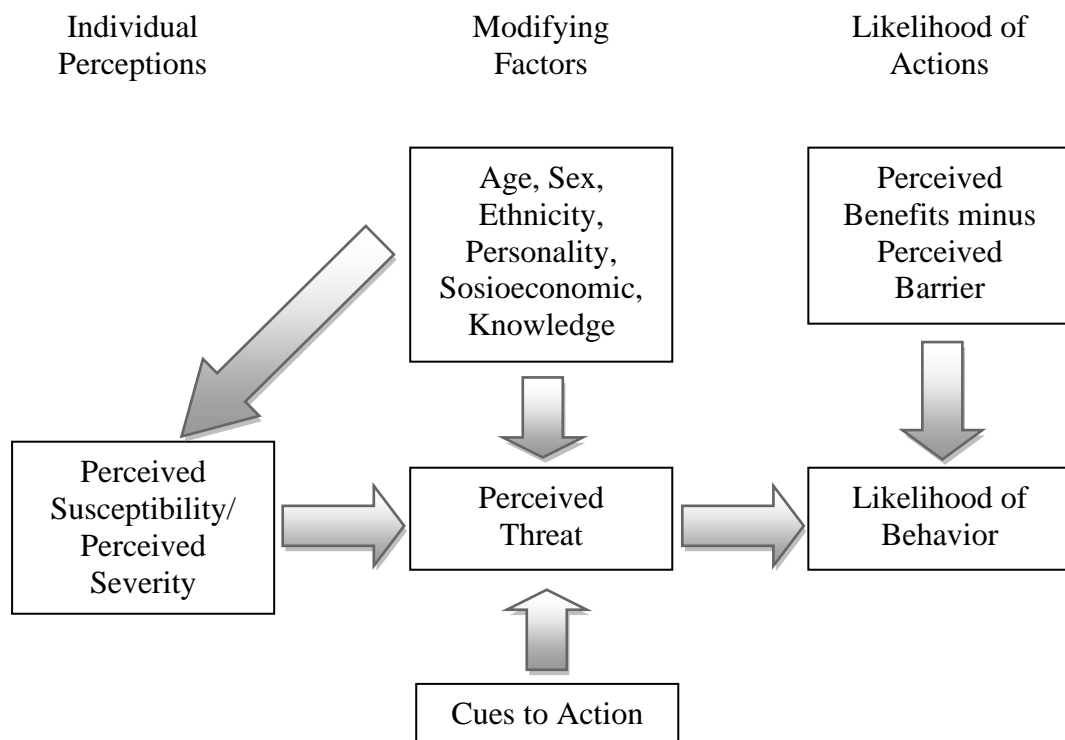 Individual
Perceptions
Modifying
Factors
Likelihood of
Actions
Age, Sex,
Ethnicity,
Personality,
Sosioeconomic,
Knowledge
Perceived
Benefits minus
Perceived
Barrier
Perceived
Susceptibility/
Perceived
Severity
Perceived
Threat
Likelihood of
Behavior
Cues to Action